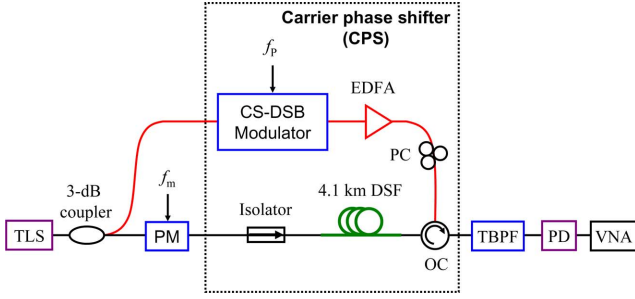 Carrier phase shifter
(CPS)
fP
EDFA
CS-DSB
Modulator
PC
3-dB
coupler
fm
Isolator
4.1 km DSF
TLS
PM
OC
TBPF
PD
VNA